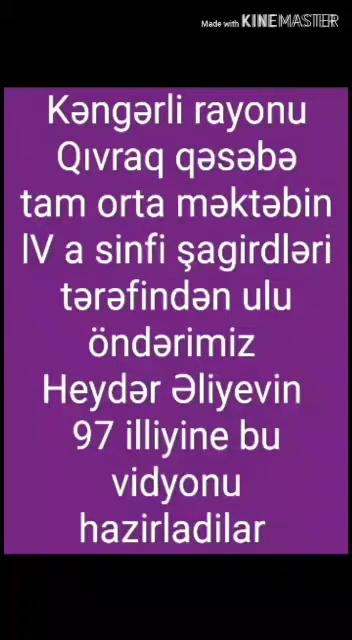 Made with KINEMASTER
Kəngərli rayonu
Qıvraq qəsəbə
tam orta məktəbin
lV a sinfi şagirdləri
tərəfindən ulu
öndərimiz
Heydər Əliyevin
97 illiyine bu
vidyonu
hazirladilar